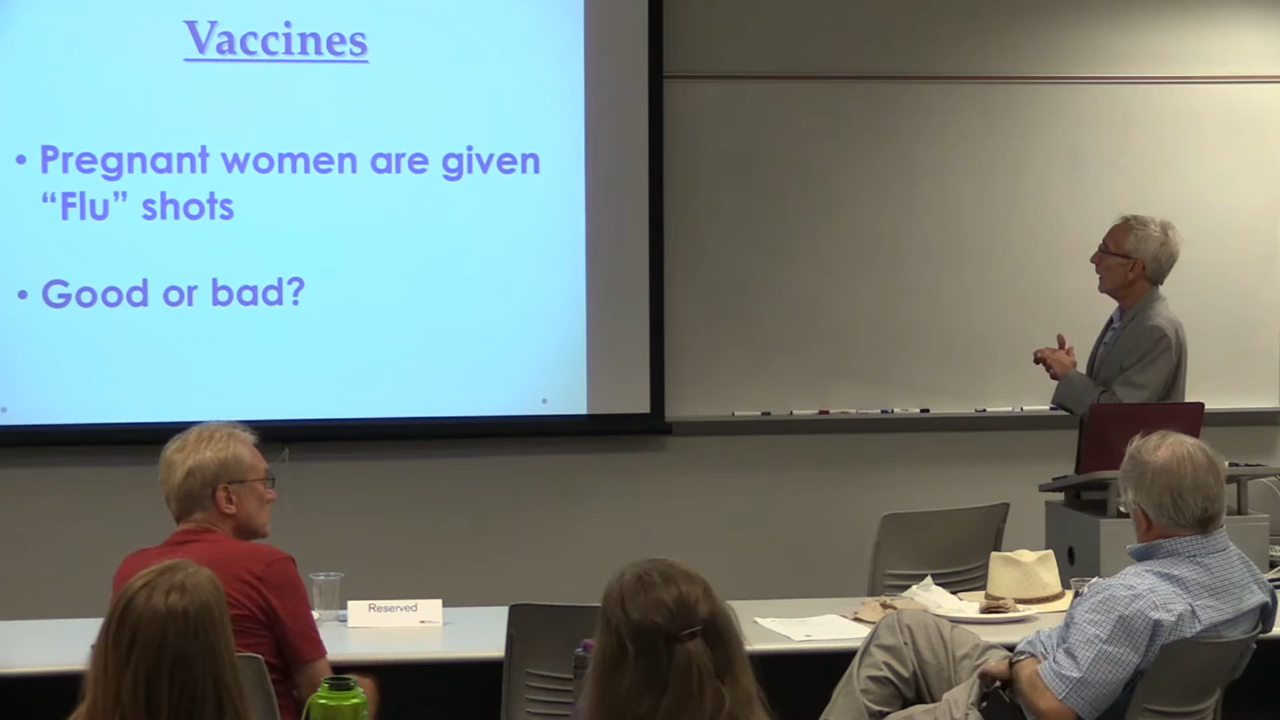 Vaccines
• Pregnant women are given
“Flu” shots
• Good or bad?
Reserved